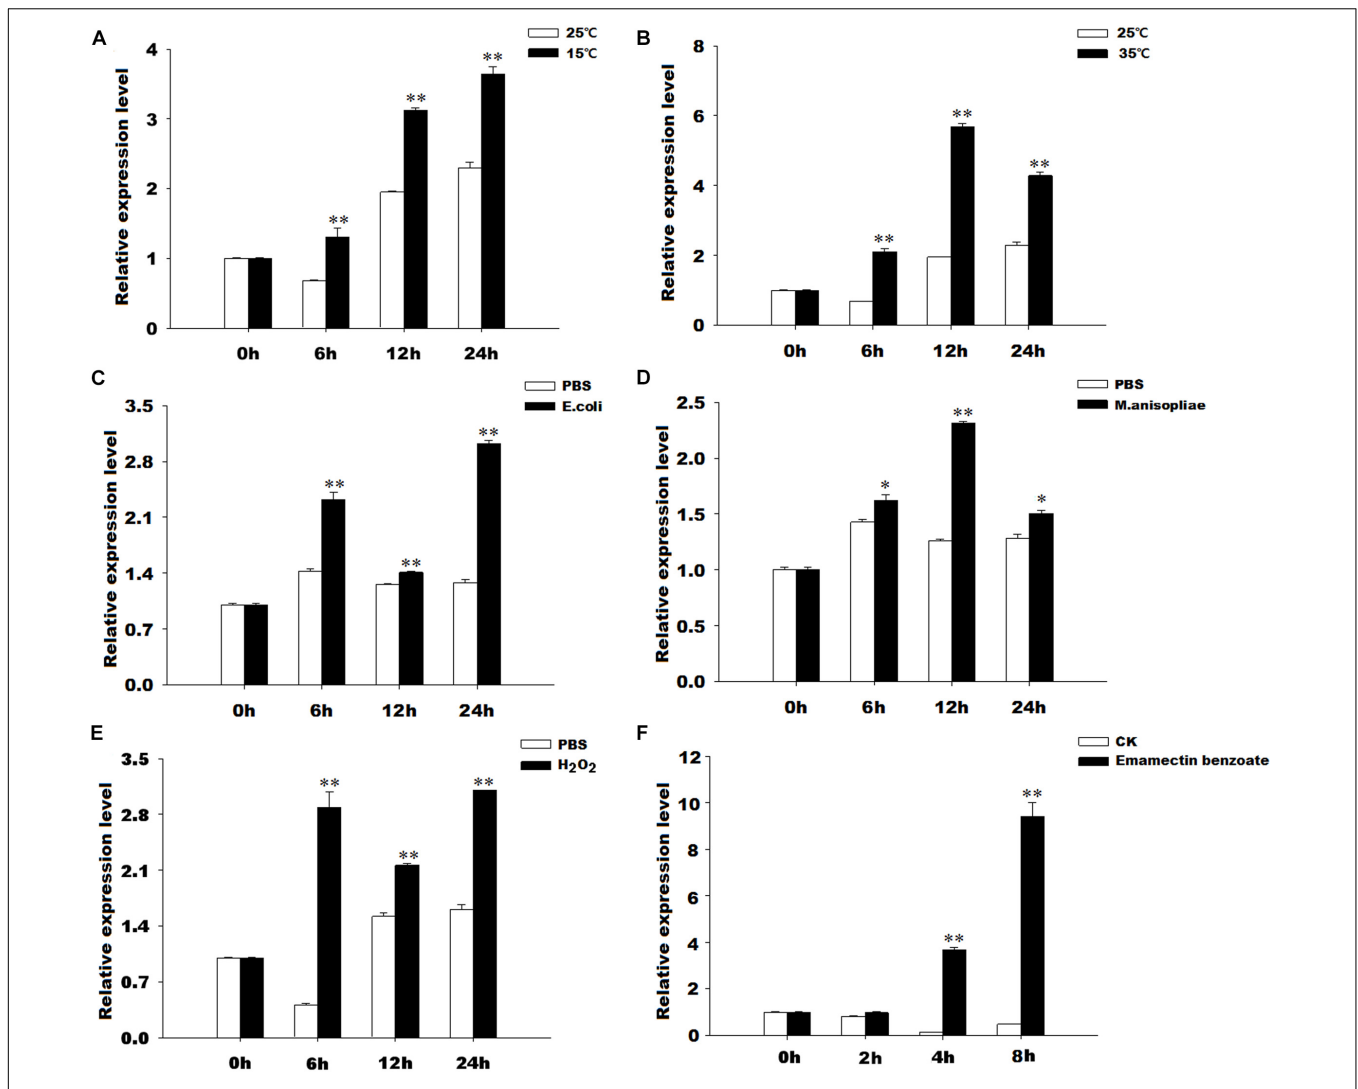 A
25℃
15℃
Relative expression level
4
3
2
1
0
**
**
**
0h 6h 12h 24h
B
25℃
35℃
Relative expression level
8
6
4
2
0
**
**
**
0h 6h 12h 24h
C
PBS
E.coli
Relative expression level
3.5
2.8
2.1
1.4
0.7
0.0
**
**
**
0h 6h 12h 24h
D
PBS
M.anisopliae
Relative expression level
2.5
2.0
1.5
1.0
0.5
0.0
*
**
*
0h 6h 12h 24h
E
PBS
H₂O₂
Relative expression level
3.5
2.8
2.1
1.4
0.7
0.0
**
**
**
0h 6h 12h 24h
F
CK
Emamectin benzoate
Relative expression level
12
10
8
6
4
2
0
**
**
0h 2h 4h 8h